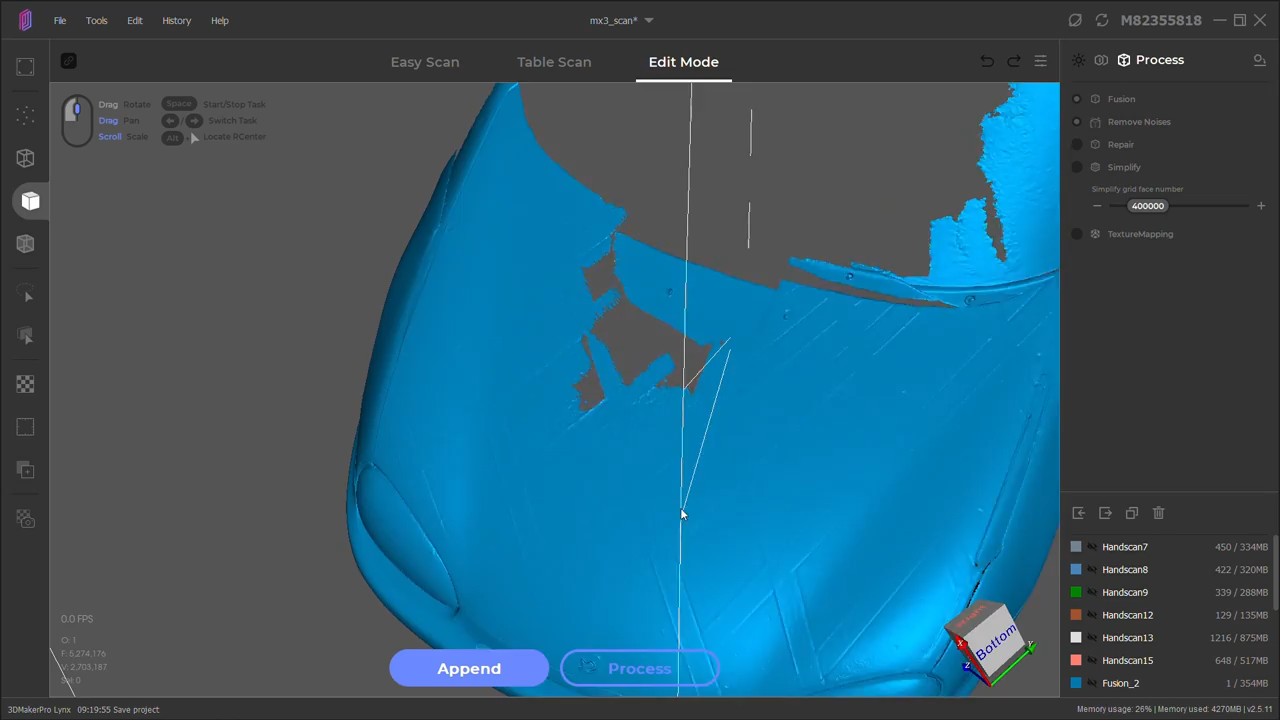 File Tools Edit History Help mx3_scan* M82355818
Easy Scan Table Scan Edit Mode
Process
Drag Rotate Space Start/Stop Task
Drag Pan Switch Task
Scroll Scale Alt + Locate RCenter
Fusion
Remove Noises
Repair
Simplify
Simplify grid face number
− 400000 +
TextureMapping
Handscan7 450 / 334MB
Handscan8 422 / 320MB
Handscan9 339 / 288MB
Handscan12 129 / 135MB
Handscan13 1216 / 875MB
Handscan15 648 / 517MB
Fusion_2 1 / 354MB
0.0 FPS
O: 1
F: 5,274,176
V: 2,703,187
Sel: 0
X Bottom Y
Z
Append Process
3DMakerPro Lynx 09:19:55 Save project Memory usage: 26% | Memory used: 4270MB | v2.5.11